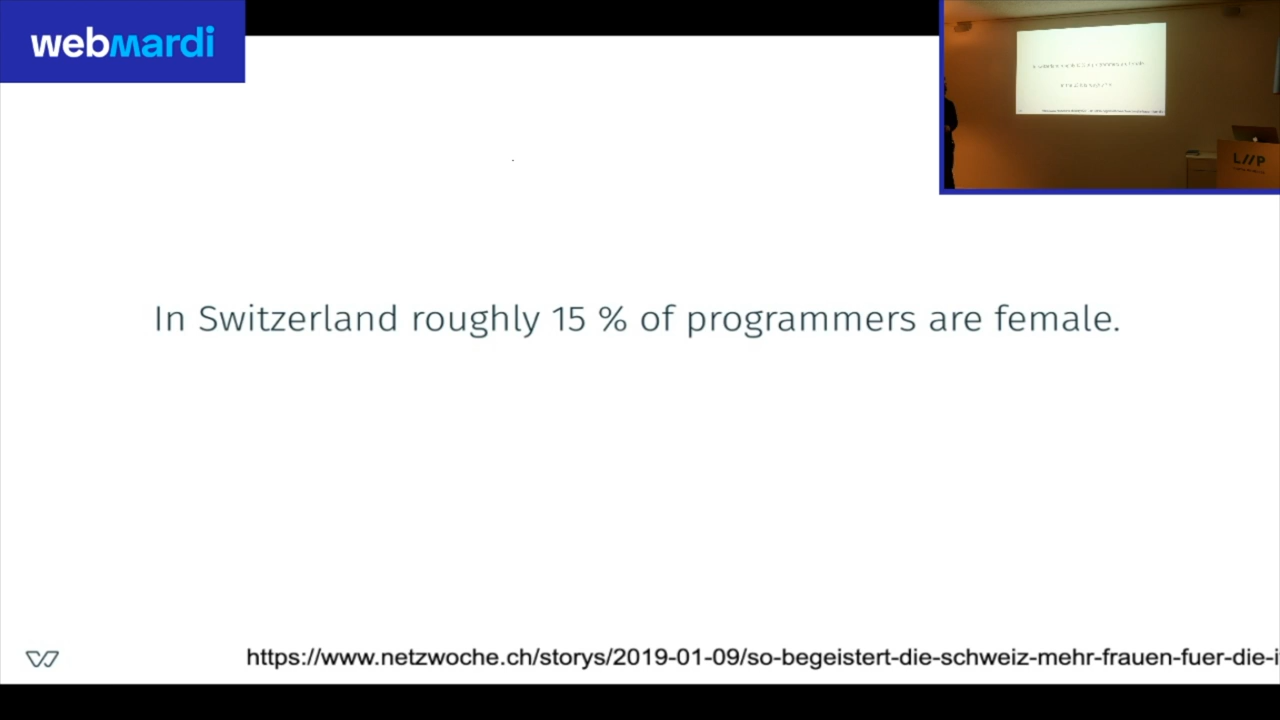 webmardi
LIIP
In Switzerland roughly 15 % of programmers are female.
https://www.netzwoche.ch/storys/2019-01-09/so-begeistert-die-schweiz-mehr-frauen-fuer-die-i